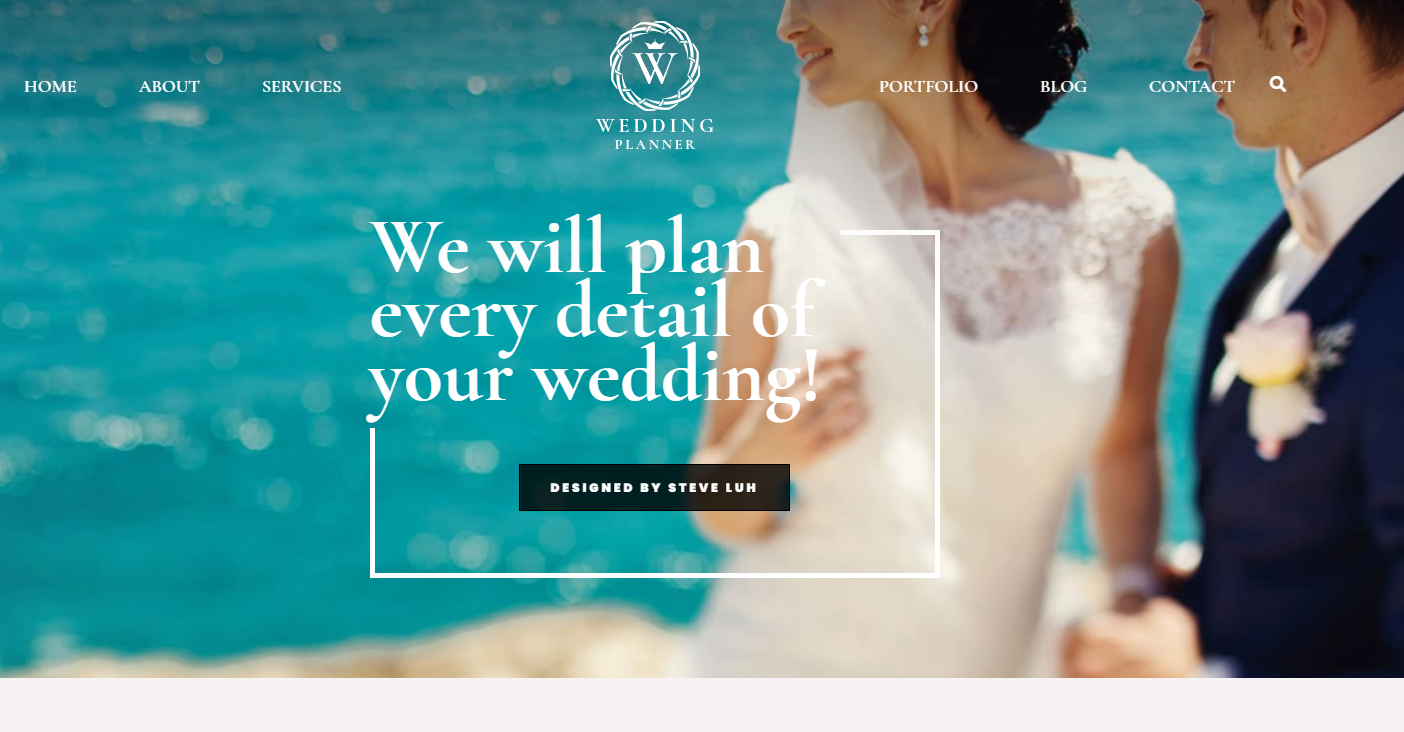 HOME
ABOUT
SERVICES
W
WEDDING
PLANNER
PORTFOLIO
BLOG
CONTACT
We will plan
every detail of
your wedding!
DESIGNED BY STEVE LUH